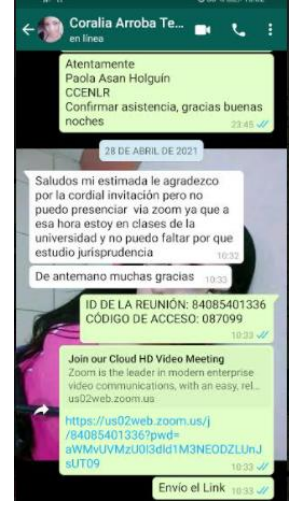 Coralia Arroba Te...
en línea
Atentamente
Paola Asan Holguín
CCENLR
Confirmar asistencia, gracias buenas
noches
23:45
28 DE ABRIL DE 2021
Saludos mi estimada le agradezco
por la cordial invitación pero no
puedo presenciar via zoom ya que a
esa hora estoy en clases de la
universidad y no puedo faltar por que
estudio jurisprudencia
10:32
De antemano muchas gracias 10:33
ID DE LA REUNIÓN: 84085401336
CÓDIGO DE ACCESO: 087099
10:33
Join our Cloud HD Video Meeting
Zoom is the leader in modern enterprise
video communications, with an easy, rel...
us02web.zoom.us
https://us02web.zoom.us/j
/84085401336?pwd=
aWMvUVMzU0I3dld1M3NEODZLUnJ
sUT09
10:33
Envío el Link 10:33